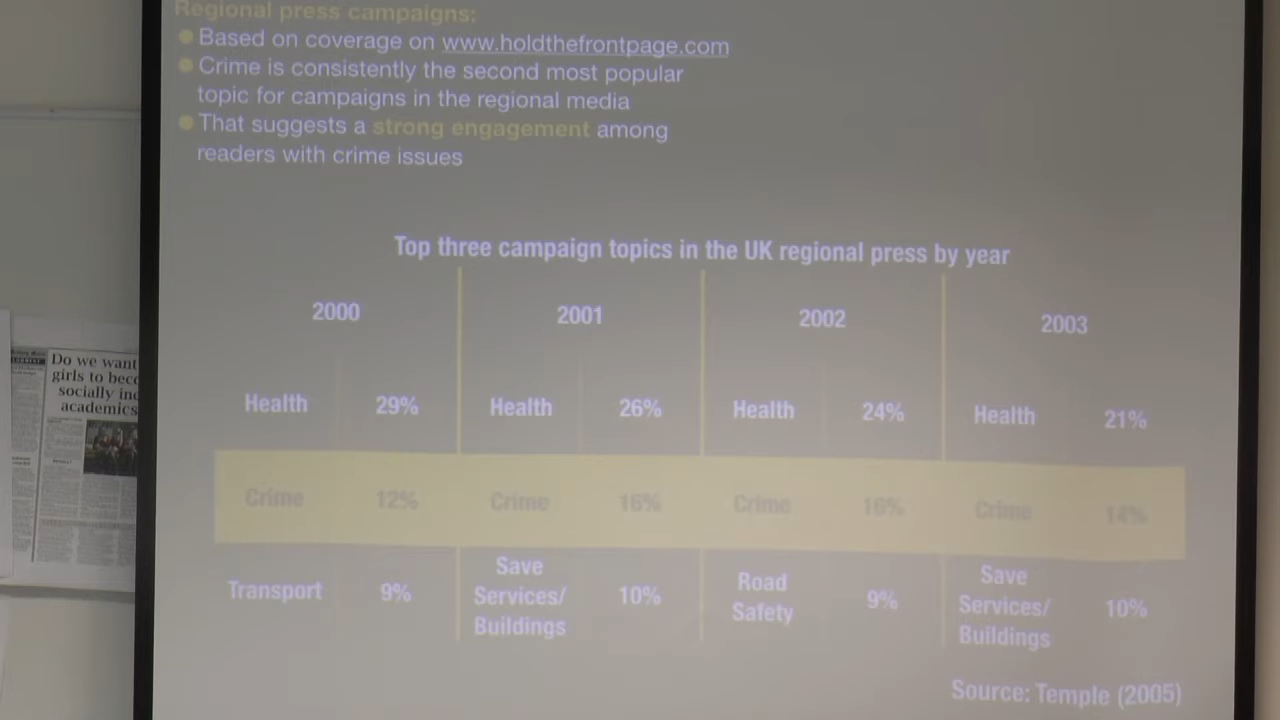 Regional press campaigns:
Based on coverage on www.holdthefrontpage.com
Crime is consistently the second most popular
topic for campaigns in the regional media
That suggests a strong engagement among
readers with crime issues
Top three campaign topics in the UK regional press by year
2000 2001 2002 2003
Health 29% Health 26% Health 24% Health 21%
Crime 12% Crime 16% Crime 16% Crime 14%
Transport 9% Save Services/ Buildings 10% Road Safety 9% Save Services/ Buildings 10%
Source: Temple (2005)
Do we want
girls to bec
socially inc
academics